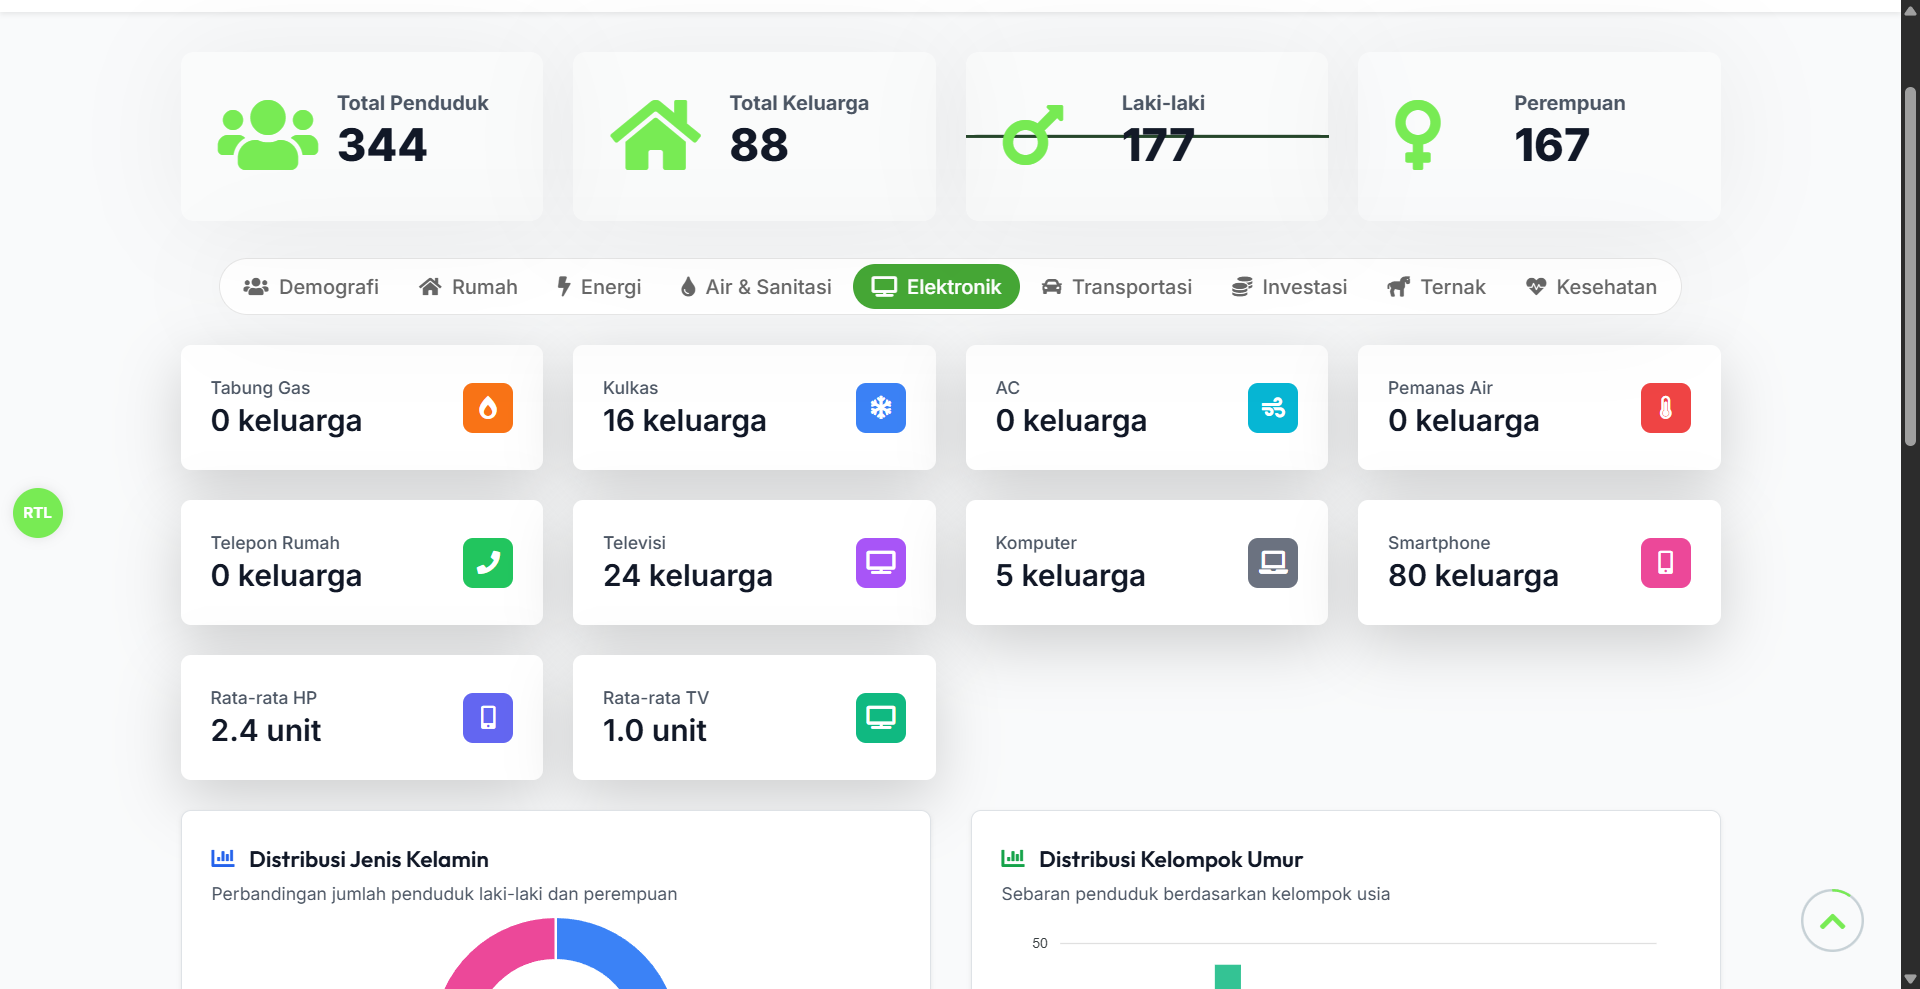 Total Penduduk
344
Total Keluarga
88
Laki-laki
177
Perempuan
167
Demografi
Rumah
Energi
Air & Sanitasi
Elektronik
Transportasi
Investasi
Ternak
Kesehatan
Tabung Gas
0 keluarga
Kulkas
16 keluarga
AC
0 keluarga
Pemanas Air
0 keluarga
RTL
Telepon Rumah
0 keluarga
Televisi
24 keluarga
Komputer
5 keluarga
Smartphone
80 keluarga
Rata-rata HP
2.4 unit
Rata-rata TV
1.0 unit
Distribusi Jenis Kelamin
Perbandingan jumlah penduduk laki-laki dan perempuan
Distribusi Kelompok Umur
Sebaran penduduk berdasarkan kelompok usia
50